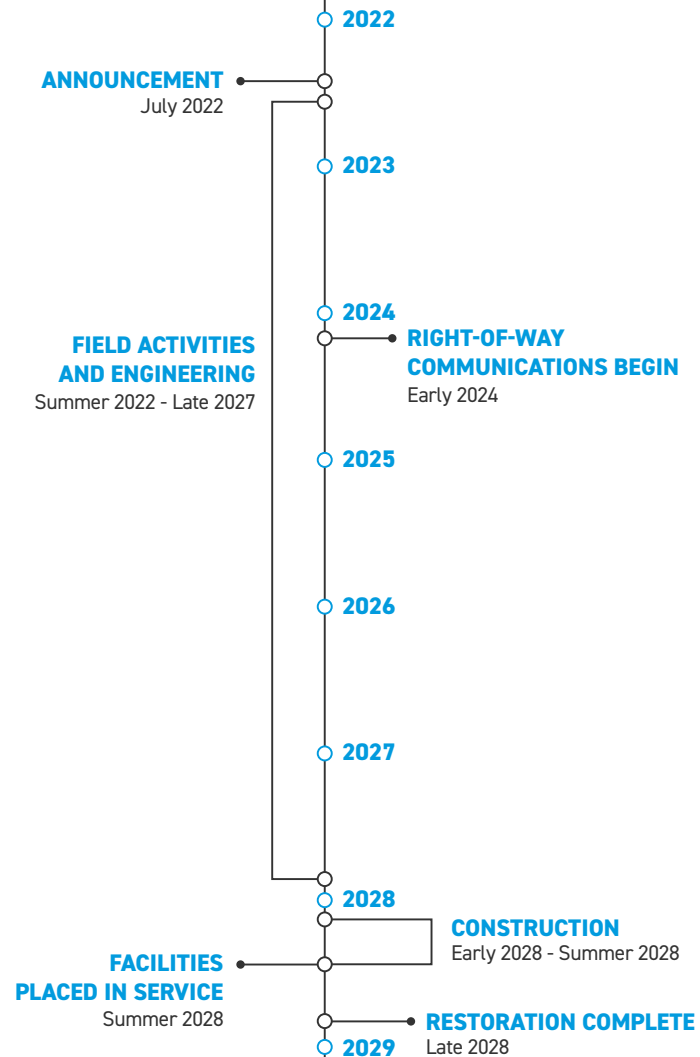 2022
ANNOUNCEMENT
July 2022
2023
2024
RIGHT-OF-WAY
COMMUNICATIONS BEGIN
Early 2024
FIELD ACTIVITIES
AND ENGINEERING
Summer 2022 - Late 2027
2025
2026
2027
2028
CONSTRUCTION
Early 2028 - Summer 2028
FACILITIES
PLACED IN SERVICE
Summer 2028
RESTORATION COMPLETE
Late 2028
2029